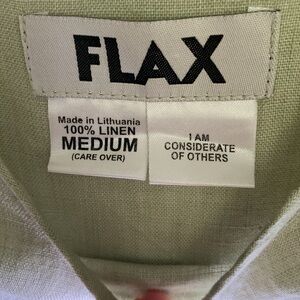 FLAX
Made in Lithuania
100% LINEN
MEDIUM
(CARE OVER)
I AM
CONSIDERATE
OF OTHERS